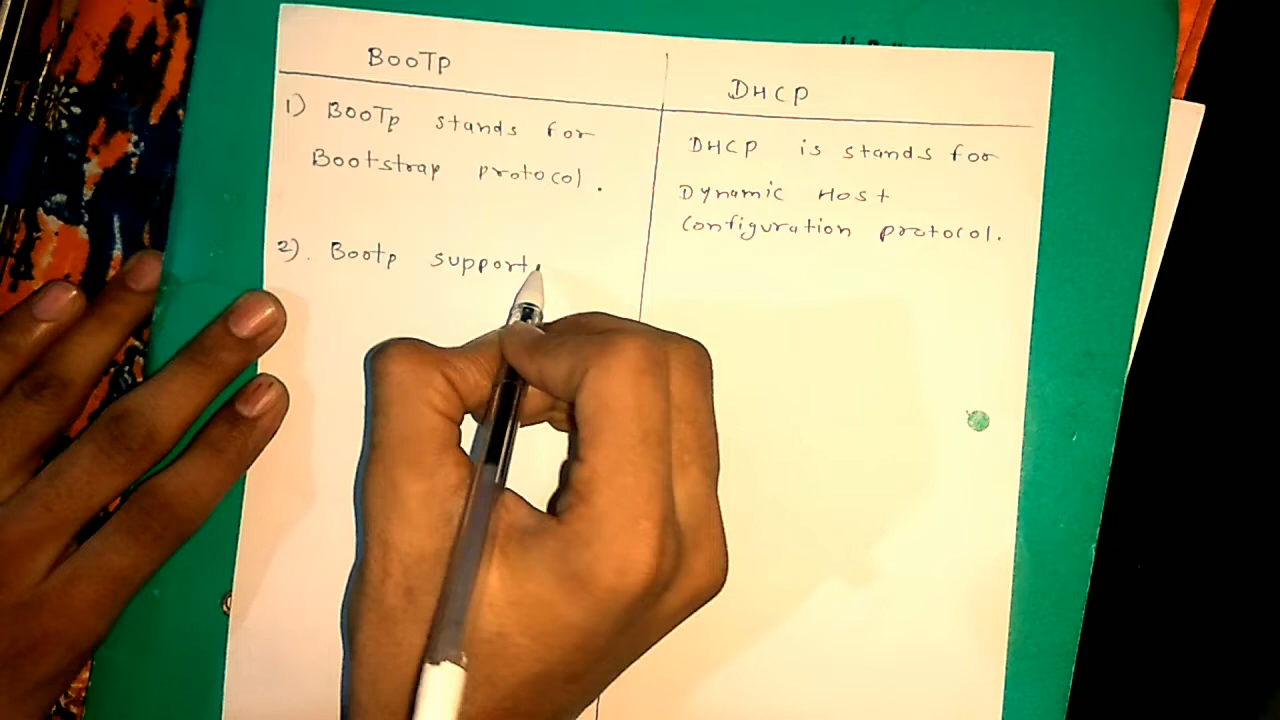 BooTp
DHCP
1) BooTp stands for
Bootstrap protocol.
DHCP is stands for
Dynamic Host
Configuration protocol.
2). Bootp support